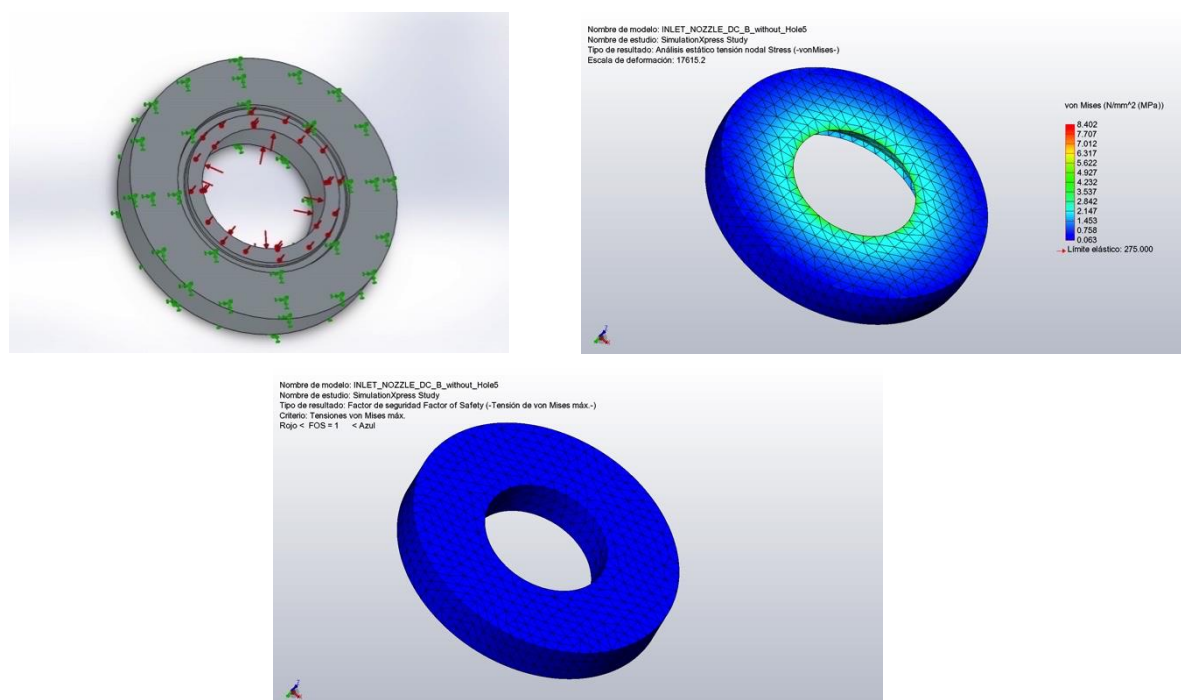 Nombre de modelo: INLET_NOZZLE_DC_B_without_Hole5
Nombre de estudio: SimulationXpress Study
Tipo de resultado: Análisis estático tensión nodal Stress (-vonMises-)
Escala de deformación: 17615.2
von Mises (N/mm^2 (MPa))
8.402
7.707
7.012
6.317
5.622
4.927
4.232
3.537
2.842
2.147
1.453
0.758
0.063
Límite elástico: 275.000
Nombre de modelo: INLET_NOZZLE_DC_B_without_Hole5
Nombre de estudio: SimulationXpress Study
Tipo de resultado: Factor de seguridad Factor of Safety (-Tensión de von Mises máx.-)
Criterio: Tensiones von Mises máx.
Rojo < FOS = 1 < Azul